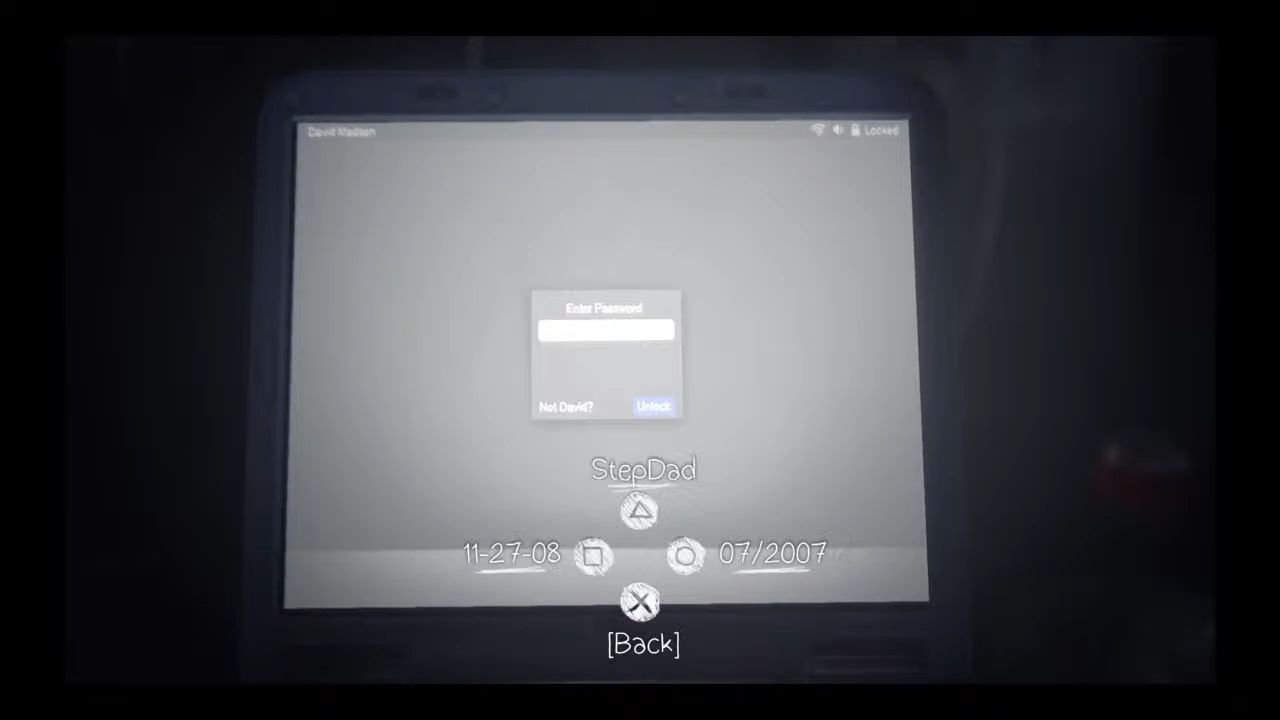 David Madsen
Locked
Enter Password
Not David?
Unlock
StepDad
11-27-08
07/2007
[Back]